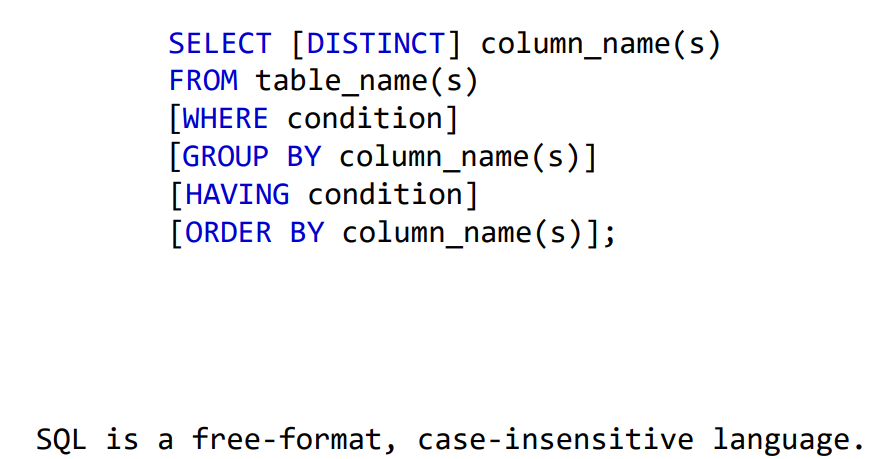 SELECT [DISTINCT] column_name(s)
FROM table_name(s)
[WHERE condition]
[GROUP BY column_name(s)]
[HAVING condition]
[ORDER BY column_name(s)];
SQL is a free-format, case-insensitive language.